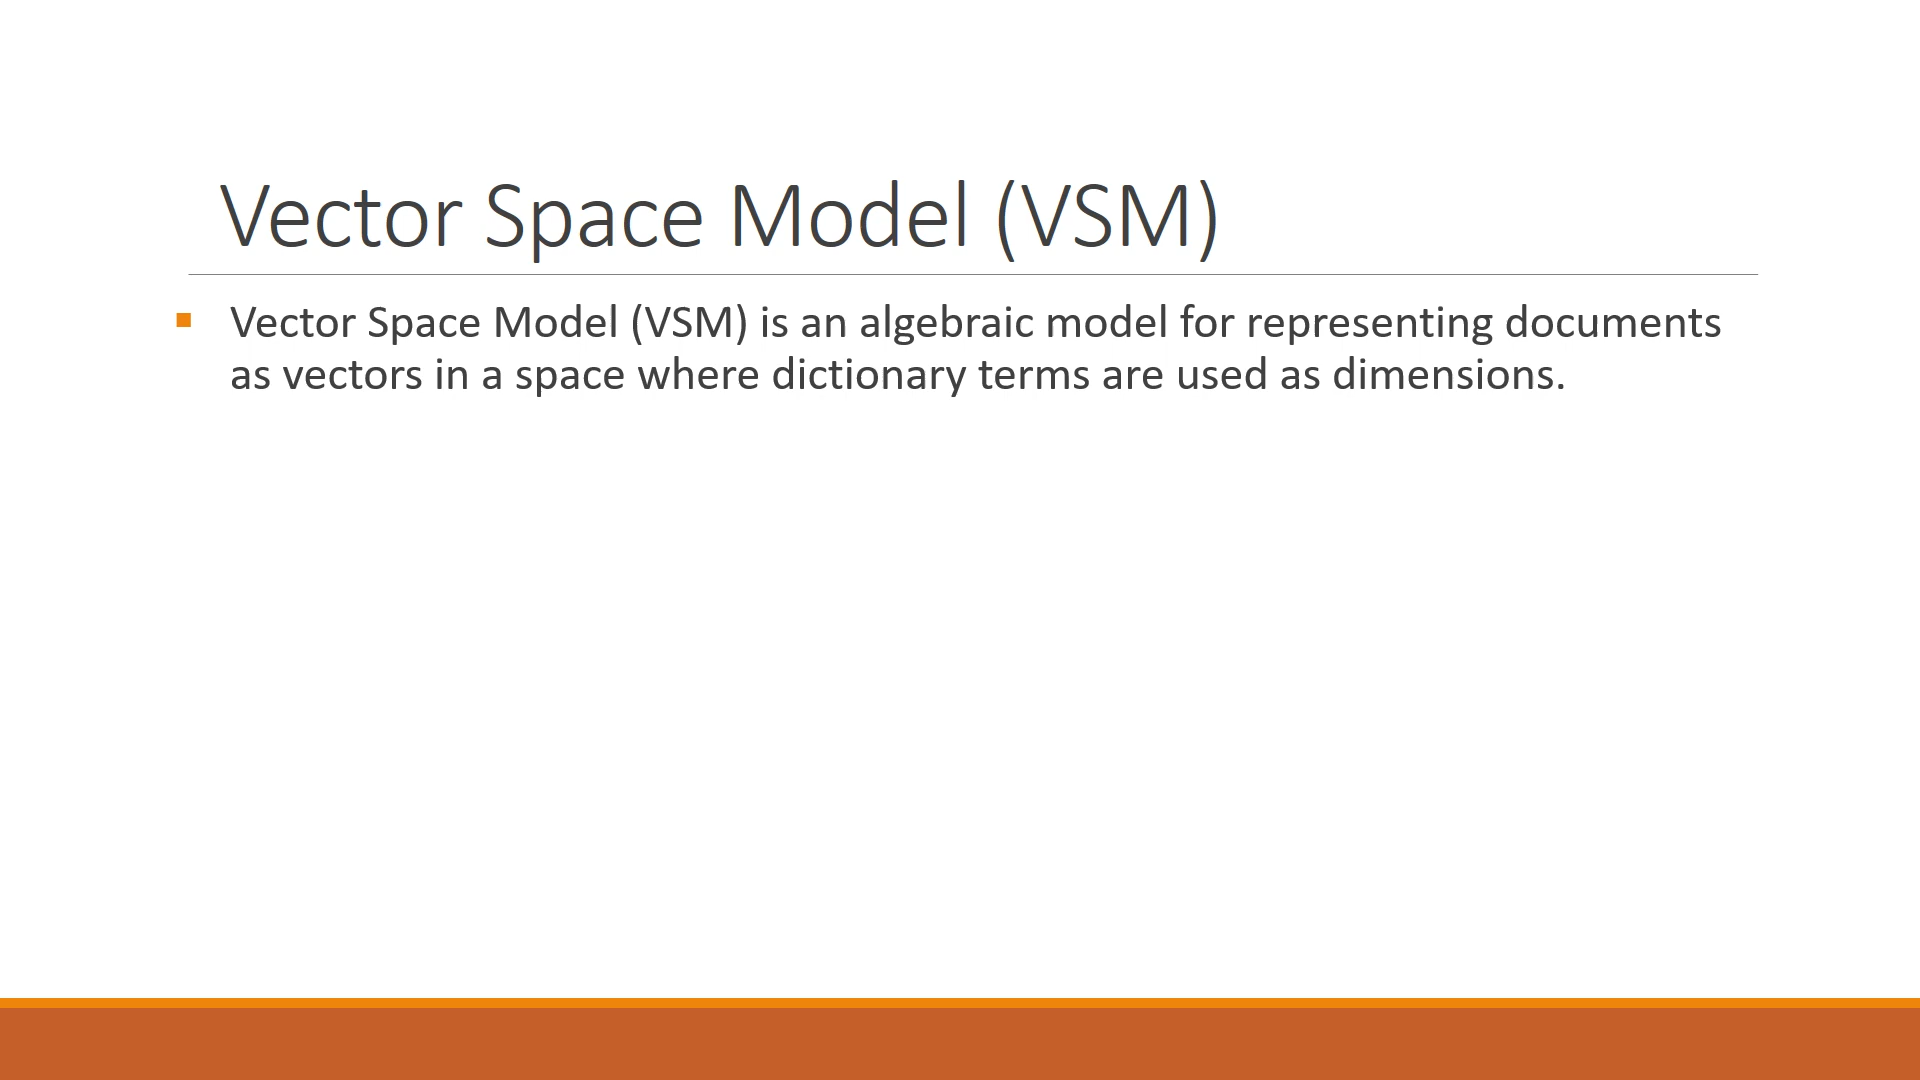 Vector Space Model (VSM)
Vector Space Model (VSM) is an algebraic model for representing documents
as vectors in a space where dictionary terms are used as dimensions.